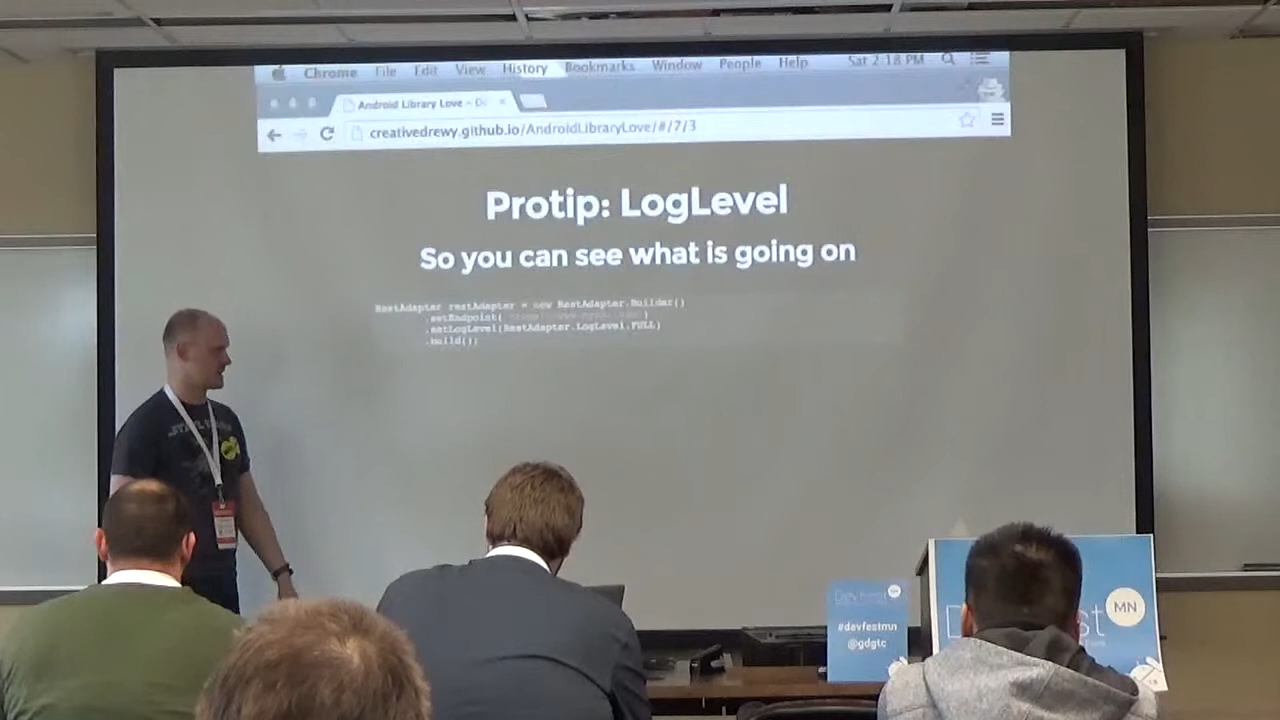 Chrome File Edit View History Bookmarks Window People Help Sat 2:18 PM
Android Library Love - D
creativedrewy.github.io/AndroidLibraryLove/#/7/3
Protip: LogLevel
So you can see what is going on
RestAdapter restAdapter = new RestAdapter.Builder()
.setEndpoint(
.setLogLevel(RestAdapter.LogLevel.FULL)
.build();
DevFest
MN
#devfestmn
@gdgtc
MN